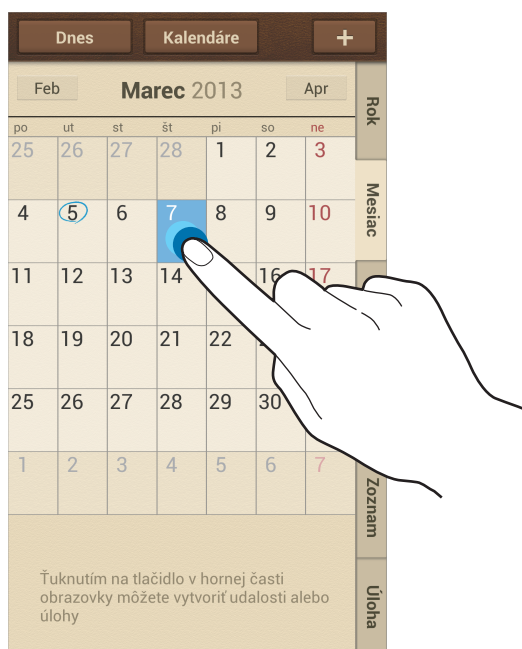 Dnes Kalendáre +
Feb Marec 2013 Apr
po ut st št pi so ne
25 26 27 28 1 2 3
4 5 6 7 8 9 10
11 12 13 14 16 17
18 19 20 21 22
25 26 27 28 29 30
1 2 3 4 5 6 7
Rok
Mesiac
Zoznam
Úloha
Ťuknutím na tlačidlo v hornej časti
obrazovky môžete vytvoriť udalosti alebo
úlohy